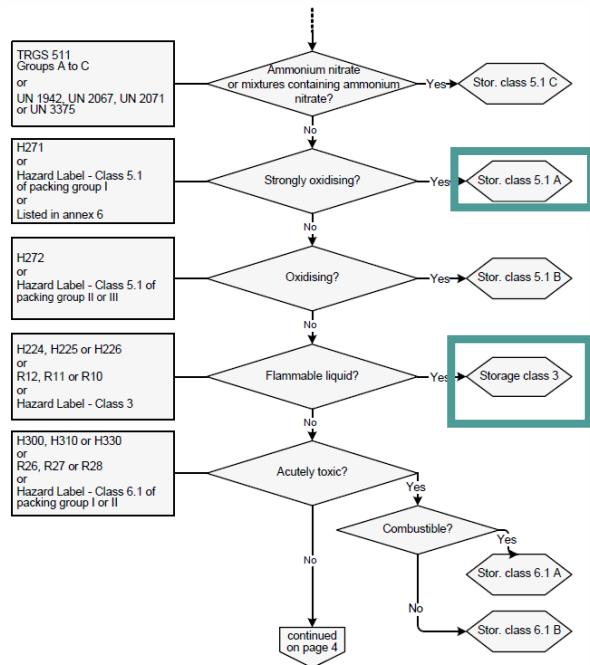 TRGS 511
Groups A to C
or
UN 1942, UN 2067, UN 2071
or UN 3375
Ammonium nitrate
or mixtures containing ammonium
nitrate?
Yes
Stor. class 5.1 C
No
H271
or
Hazard Label - Class 5.1
of packing group I
or
Listed in annex 6
Strongly oxidising?
Yes
Stor. class 5.1 A
No
H272
or
Hazard Label - Class 5.1 of
packing group II or III
Oxidising?
Yes
Stor. class 5.1 B
No
H224, H225 or H226
or
R12, R11 or R10
or
Hazard Label - Class 3
Flammable liquid?
Yes
Storage class 3
No
H300, H310 or H330
or
R26, R27 or R28
or
Hazard Label - Class 6.1 of
packing group I or II
Acutely toxic?
Yes
Combustible?
Yes
Stor. class 6.1 A
No
No
Stor. class 6.1 B
continued
on page 4